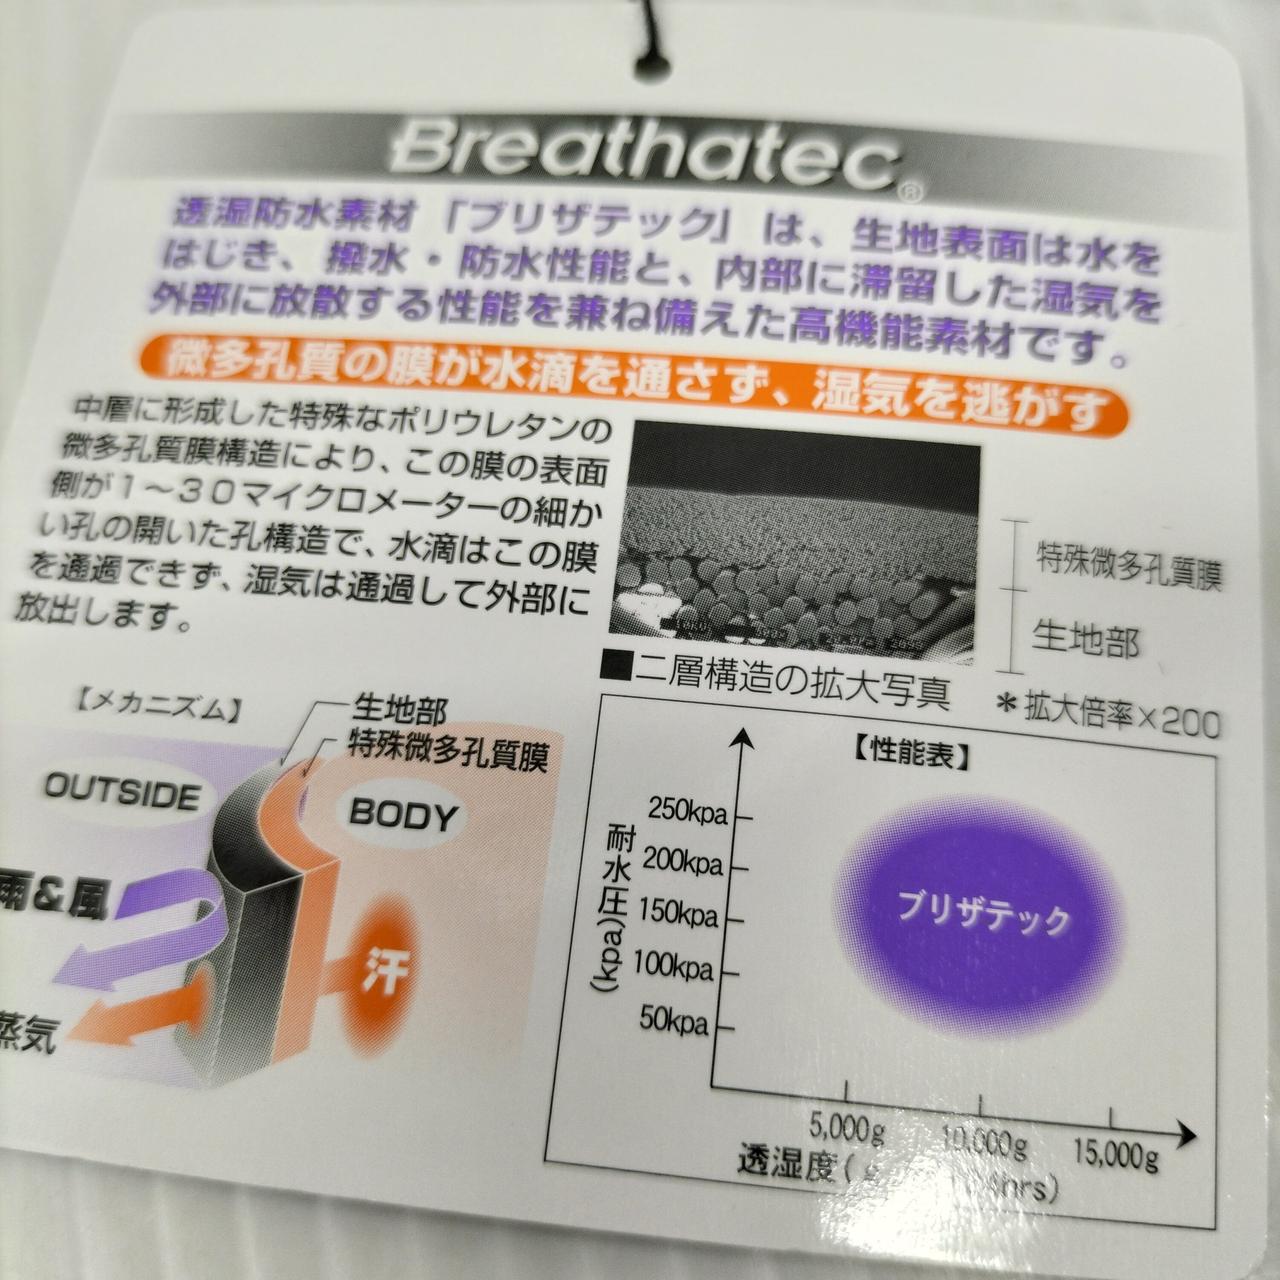 Breathatec®
透湿防水素材「ブリザテック」は、生地表面は水を
はじき、撥水・防水性能と、内部に滞留した湿気を
外部に放散する性能を兼ね備えた高機能素材です。
微多孔質の膜が水滴を通さず、湿気を逃がす
中層に形成した特殊なポリウレタンの
微多孔質膜構造により、この膜の表面
側が1～30マイクロメーターの細か
い孔の開いた孔構造で、水滴はこの膜
を通過できず、湿気は通過して外部に
放出します。
特殊微多孔質膜
生地部
■二層構造の拡大写真
＊拡大倍率×200
【メカニズム】
生地部
特殊微多孔質膜
OUTSIDE
BODY
雨&風
汗
蒸気
【性能表】
耐水圧(kpa)
250kpa
200kpa
150kpa
100kpa
50kpa
ブリザテック
5,000g
10,000g
15,000g
透湿度(
hrs)